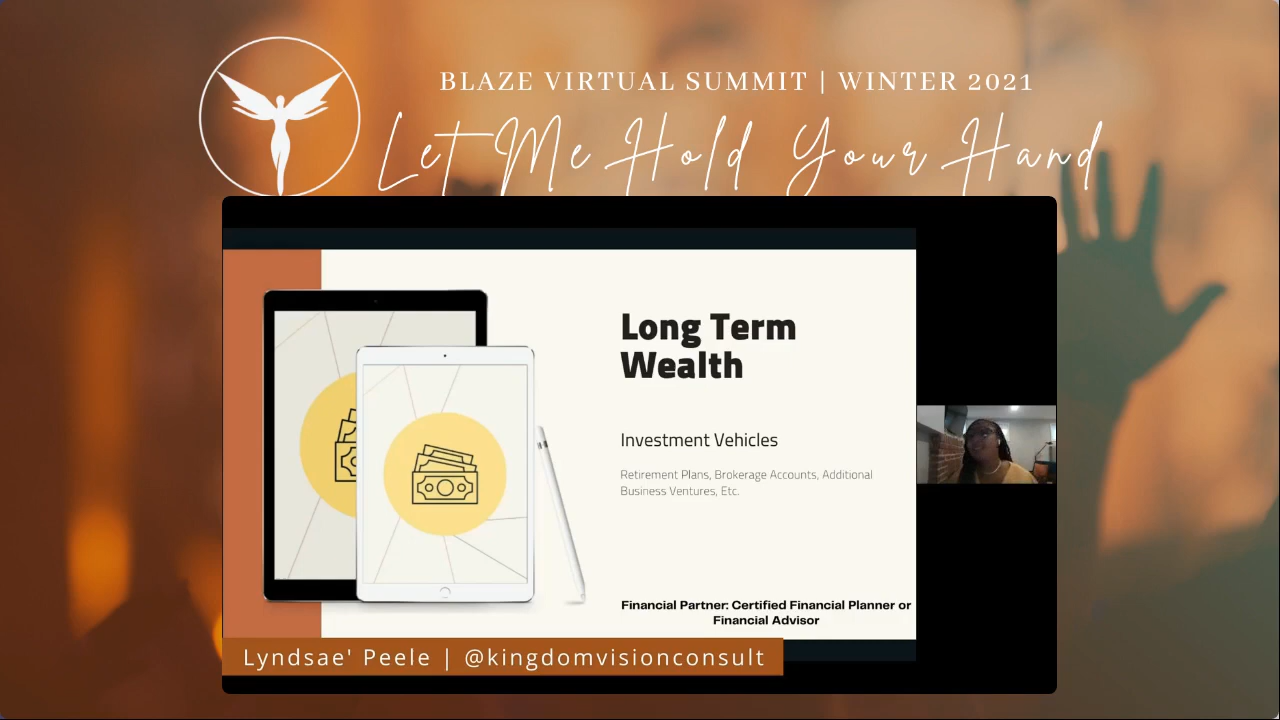 BLAZE VIRTUAL SUMMIT | WINTER 2021
Let Me Hold Your Hand
Long Term
Wealth
Investment Vehicles
Retirement Plans, Brokerage Accounts, Additional
Business Ventures, Etc.
Financial Partner: Certified Financial Planner or
Financial Advisor
Lyndsae' Peele | @kingdomvisionconsult